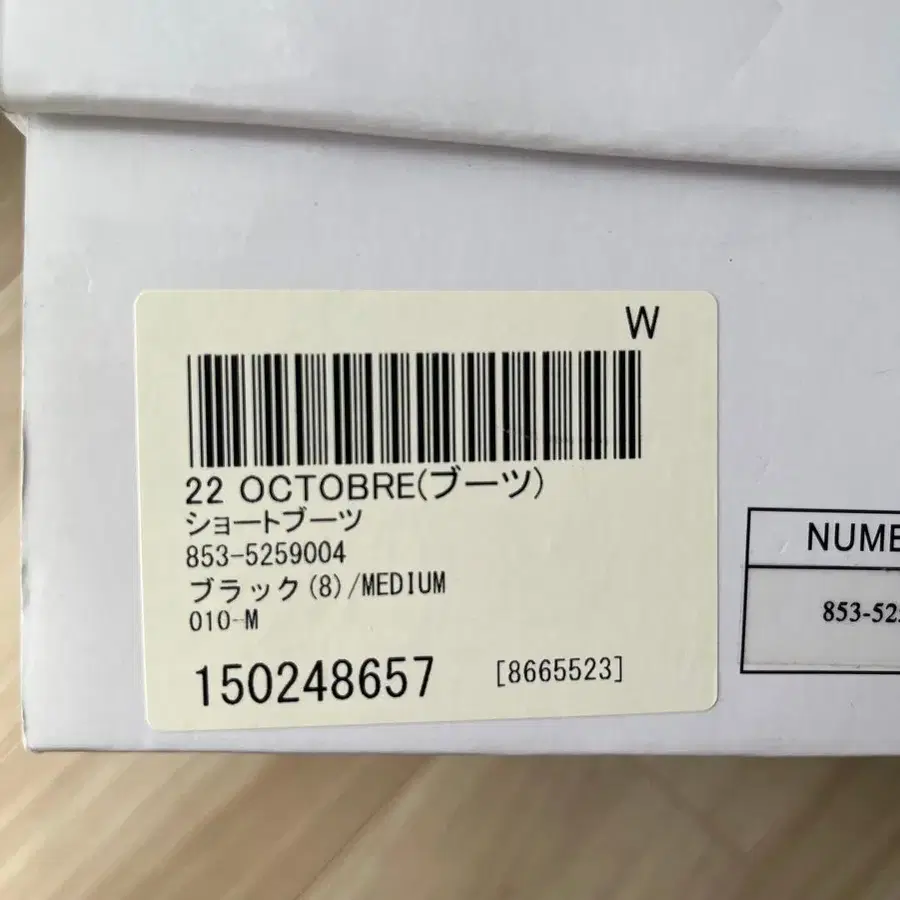 W
22 OCTOBRE(ブーツ)
ショートブーツ
853-5259004
ブラック(8)/MEDIUM
010-M
150248657 [8665523]
NUME
853-52